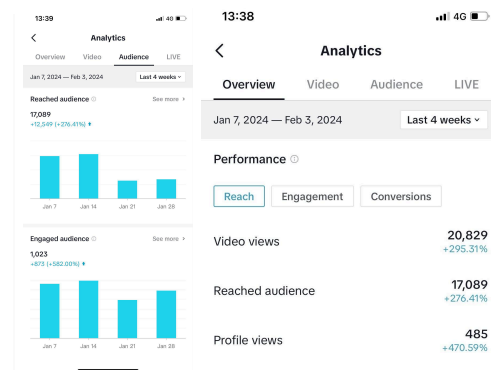 13:39
4G
Analytics
Overview Video Audience LIVE
Jan 7, 2024 — Feb 3, 2024 Last 4 weeks
Reached audience See more
17,089
+12,549 (+276.41%)
Jan 7 Jan 14 Jan 21 Jan 28
Engaged audience See more
1,023
+873 (+582.00%)
Jan 7 Jan 14 Jan 21 Jan 28
13:38
4G
Analytics
Overview Video Audience LIVE
Jan 7, 2024 — Feb 3, 2024 Last 4 weeks
Performance
Reach Engagement Conversions
Video views 20,829
+295.31%
Reached audience 17,089
+276.41%
Profile views 485
+470.59%